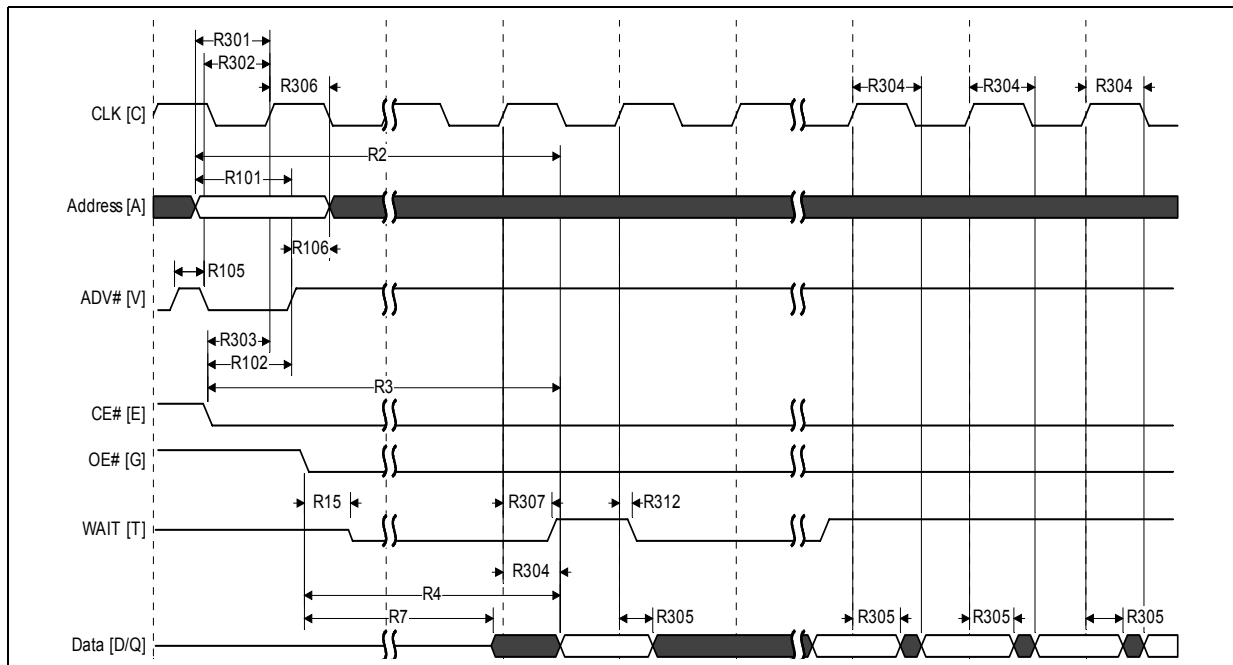 R301
R302
R306
R304 R304 R304
CLK [C]
R2
R101
Address [A]
R106
R105
ADV# [V]
R303
R102
R3
CE# [E]
OE# [G]
R15 R307 R312
WAIT [T]
R304
R4
R7 R305 R305 R305 R305
Data [D/Q]